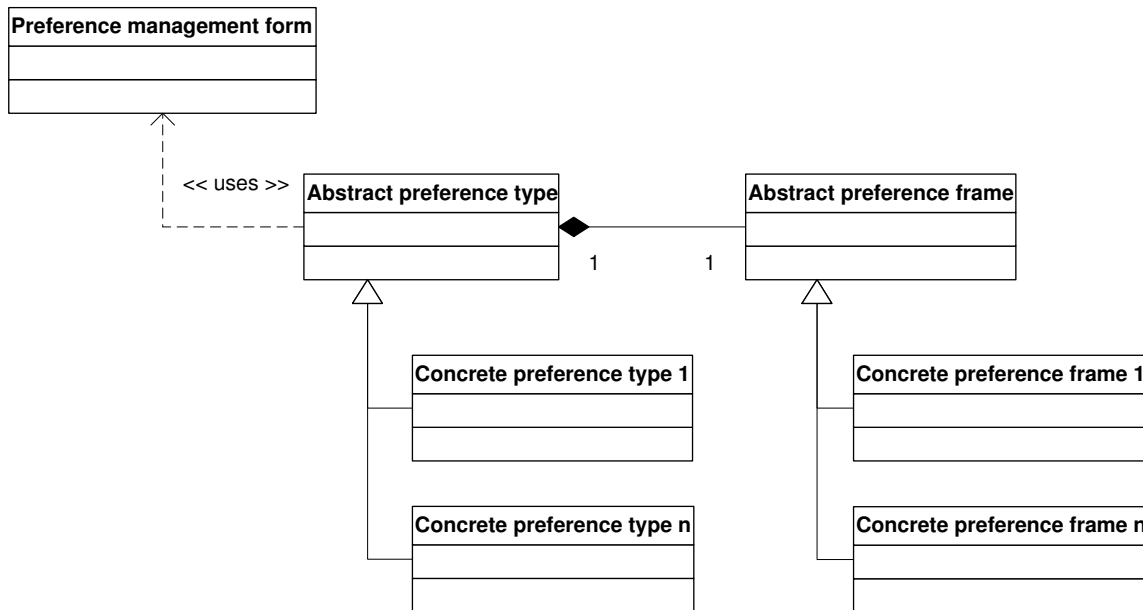 Preference management form
<< uses >>
Abstract preference type
Abstract preference frame
1
1
Concrete preference type 1
Concrete preference frame 1
Concrete preference type n
Concrete preference frame n